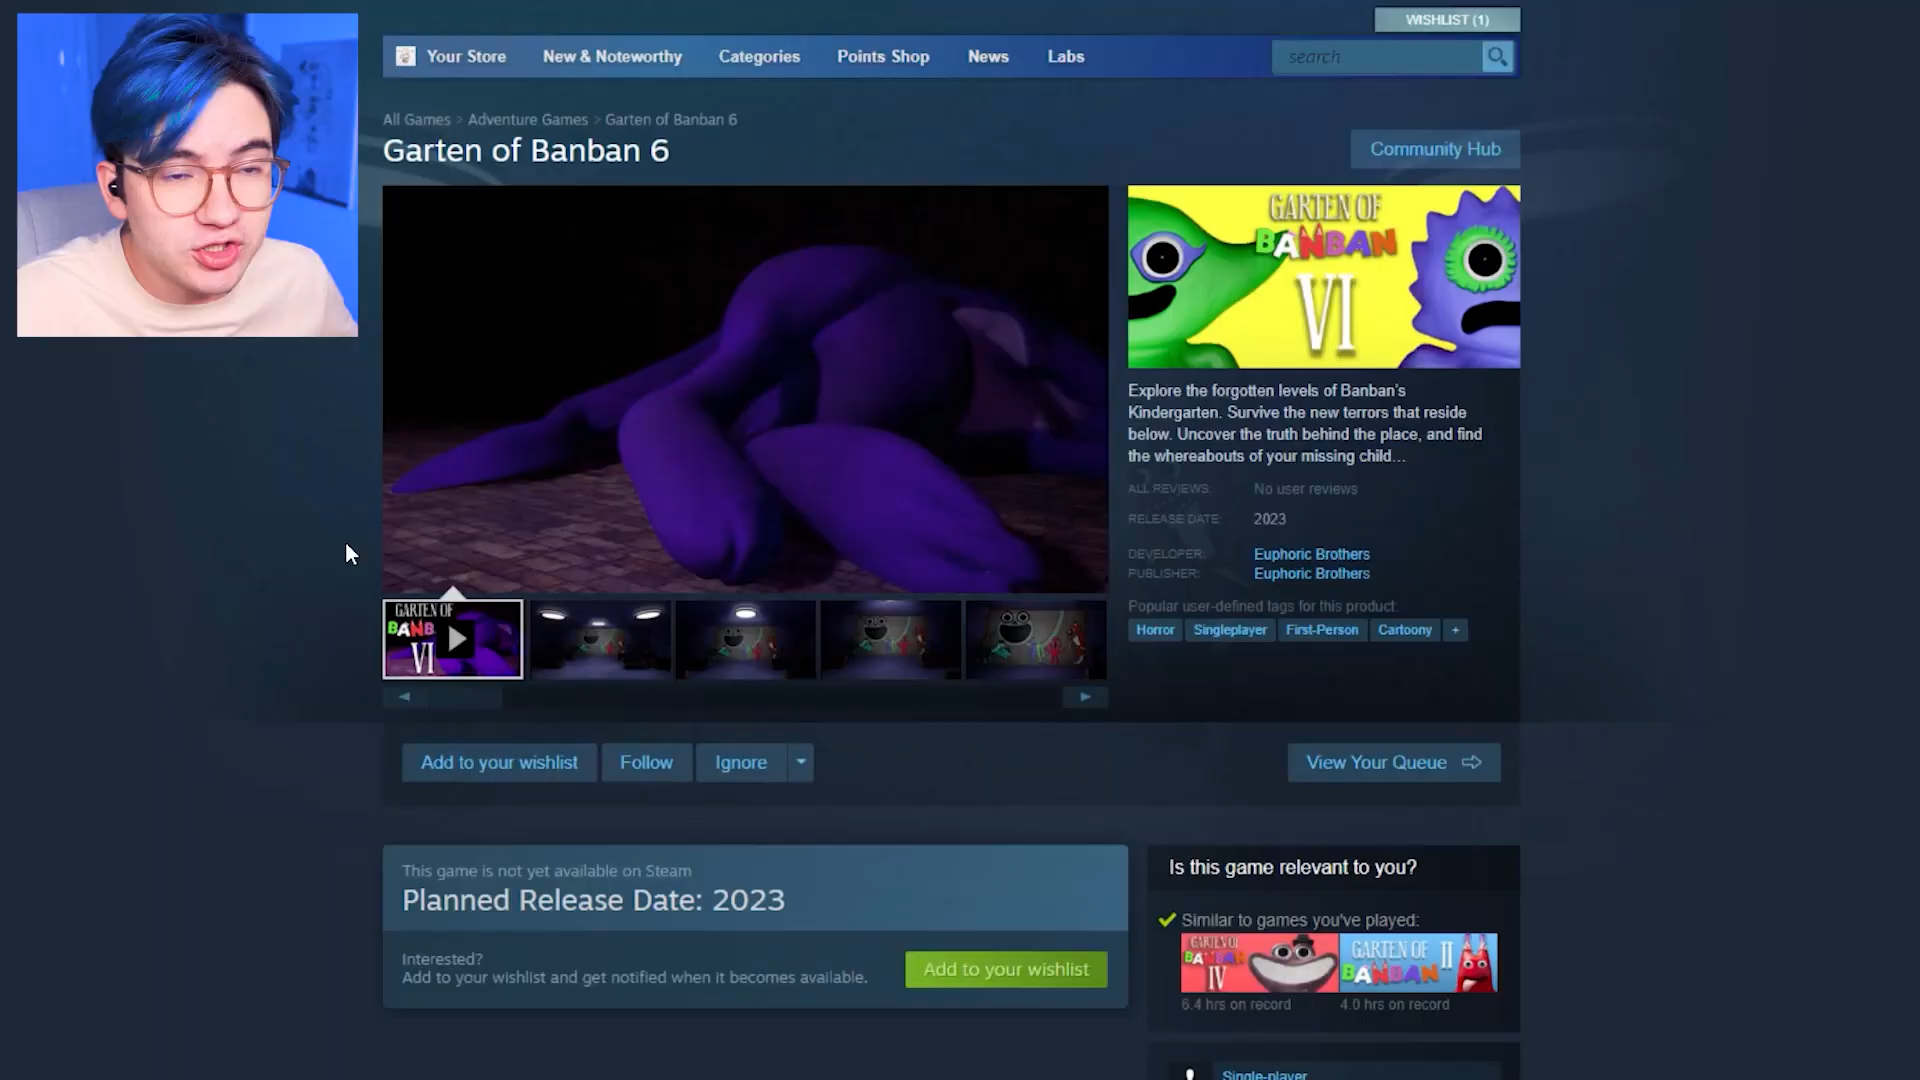 WISHLIST (1)
Your Store
New & Noteworthy
Categories
Points Shop
News
Labs
search
All Games > Adventure Games > Garten of Banban 6
Garten of Banban 6
Community Hub
GARTEN OF
BANBAN
VI
Explore the forgotten levels of Banban's
Kindergarten. Survive the new terrors that reside
below. Uncover the truth behind the place, and find
the whereabouts of your missing child...
ALL REVIEWS: No user reviews
RELEASE DATE: 2023
DEVELOPER: Euphoric Brothers
PUBLISHER: Euphoric Brothers
Popular user-defined tags for this product:
Horror
Singleplayer
First-Person
Cartoony
+
GARTEN OF
BANB
VI
Add to your wishlist
Follow
Ignore
View Your Queue
This game is not yet available on Steam
Planned Release Date: 2023
Interested?
Add to your wishlist and get notified when it becomes available.
Add to your wishlist
Is this game relevant to you?
Similar to games you've played:
GARTEN OF
BANBAN
IV
GARTEN OF
BANBAN
II
6.4 hrs on record
4.0 hrs on record
Single-player